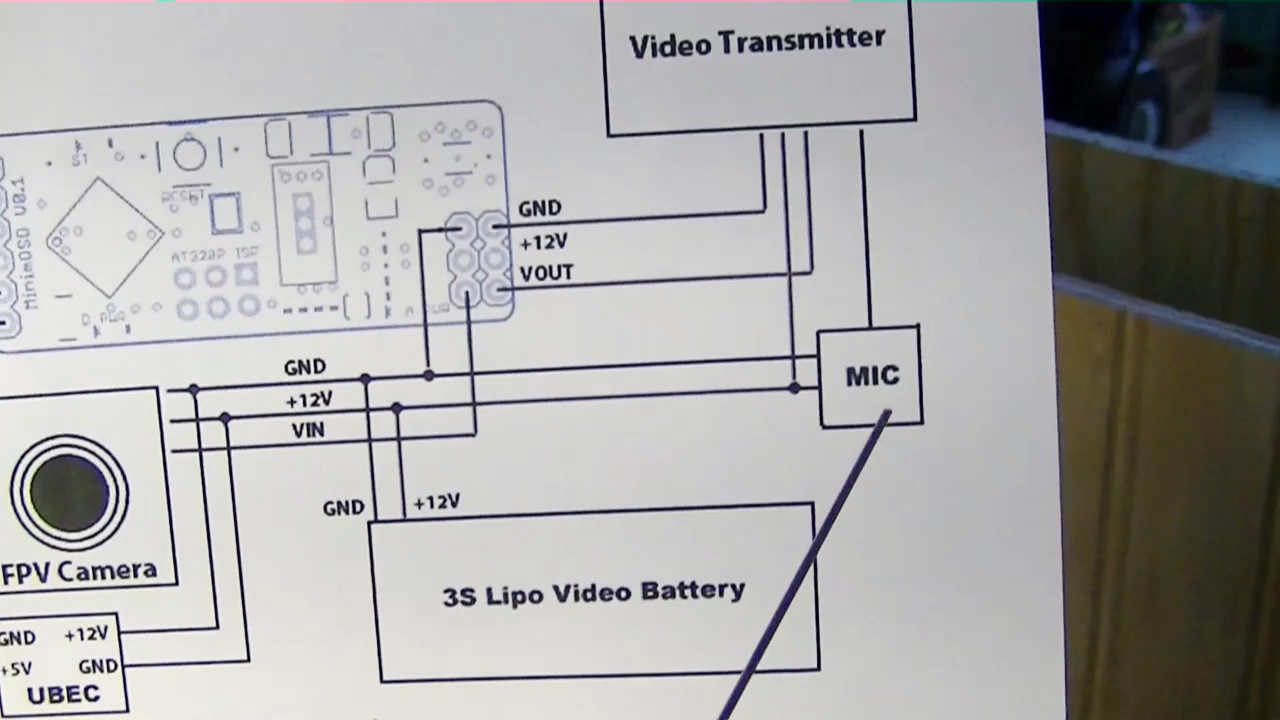 Video Transmitter
S1
RESET
MinimOSD V0.1
AT328P ISP
GND
+12V
VOUT
GND
+12V
VIN
MIC
GND
+12V
FPV Camera
3S Lipo Video Battery
GND
+12V
+5V
GND
UBEC